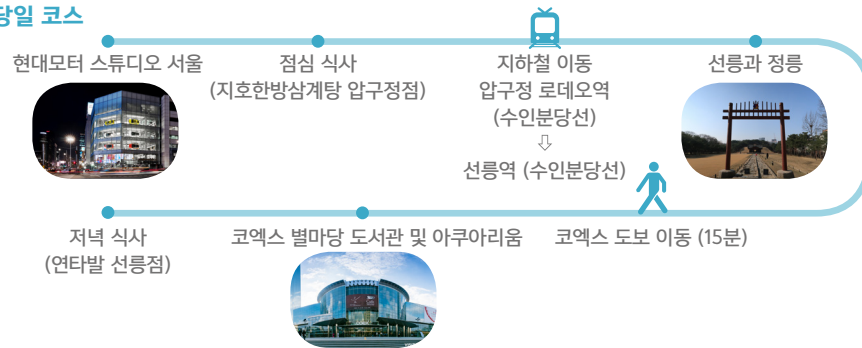 당일 코스
현대모터 스튜디오 서울
점심 식사
(지호한방삼계탕 압구정점)
지하철 이동
압구정 로데오역
(수인분당선)
⇩
선릉역 (수인분당선)
선릉과 정릉
코엑스 도보 이동 (15분)
코엑스 별마당 도서관 및 아쿠아리움
저녁 식사
(연타발 선릉점)